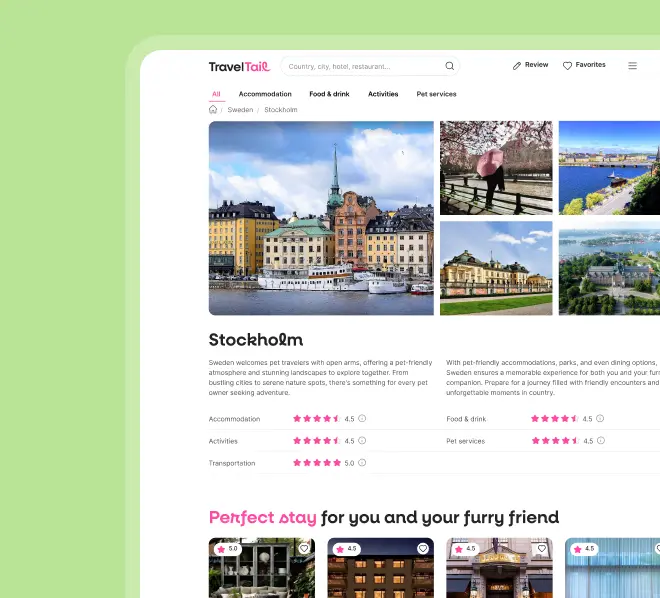 TravelTail
Country, city, hotel, restaurant...
Review
Favorites
All
Accommodation
Food & drink
Activities
Pet services
/ Sweden / Stockholm
Stockholm
Sweden welcomes pet travelers with open arms, offering a pet-friendly
atmosphere and stunning landscapes to explore together. From
bustling cities to serene nature spots, there's something for every pet
owner seeking adventure.
With pet-friendly accommodations, parks, and even dining options,
Sweden ensures a memorable experience for both you and your furr
companion. Prepare for a journey filled with friendly encounters and
unforgettable moments in country.
Accommodation 4.5
Food & drink 4.5
Activities 4.5
Pet services 4.5
Transportation 5.0
Perfect stay for you and your furry friend
5.0
4.5
4.5
4.5